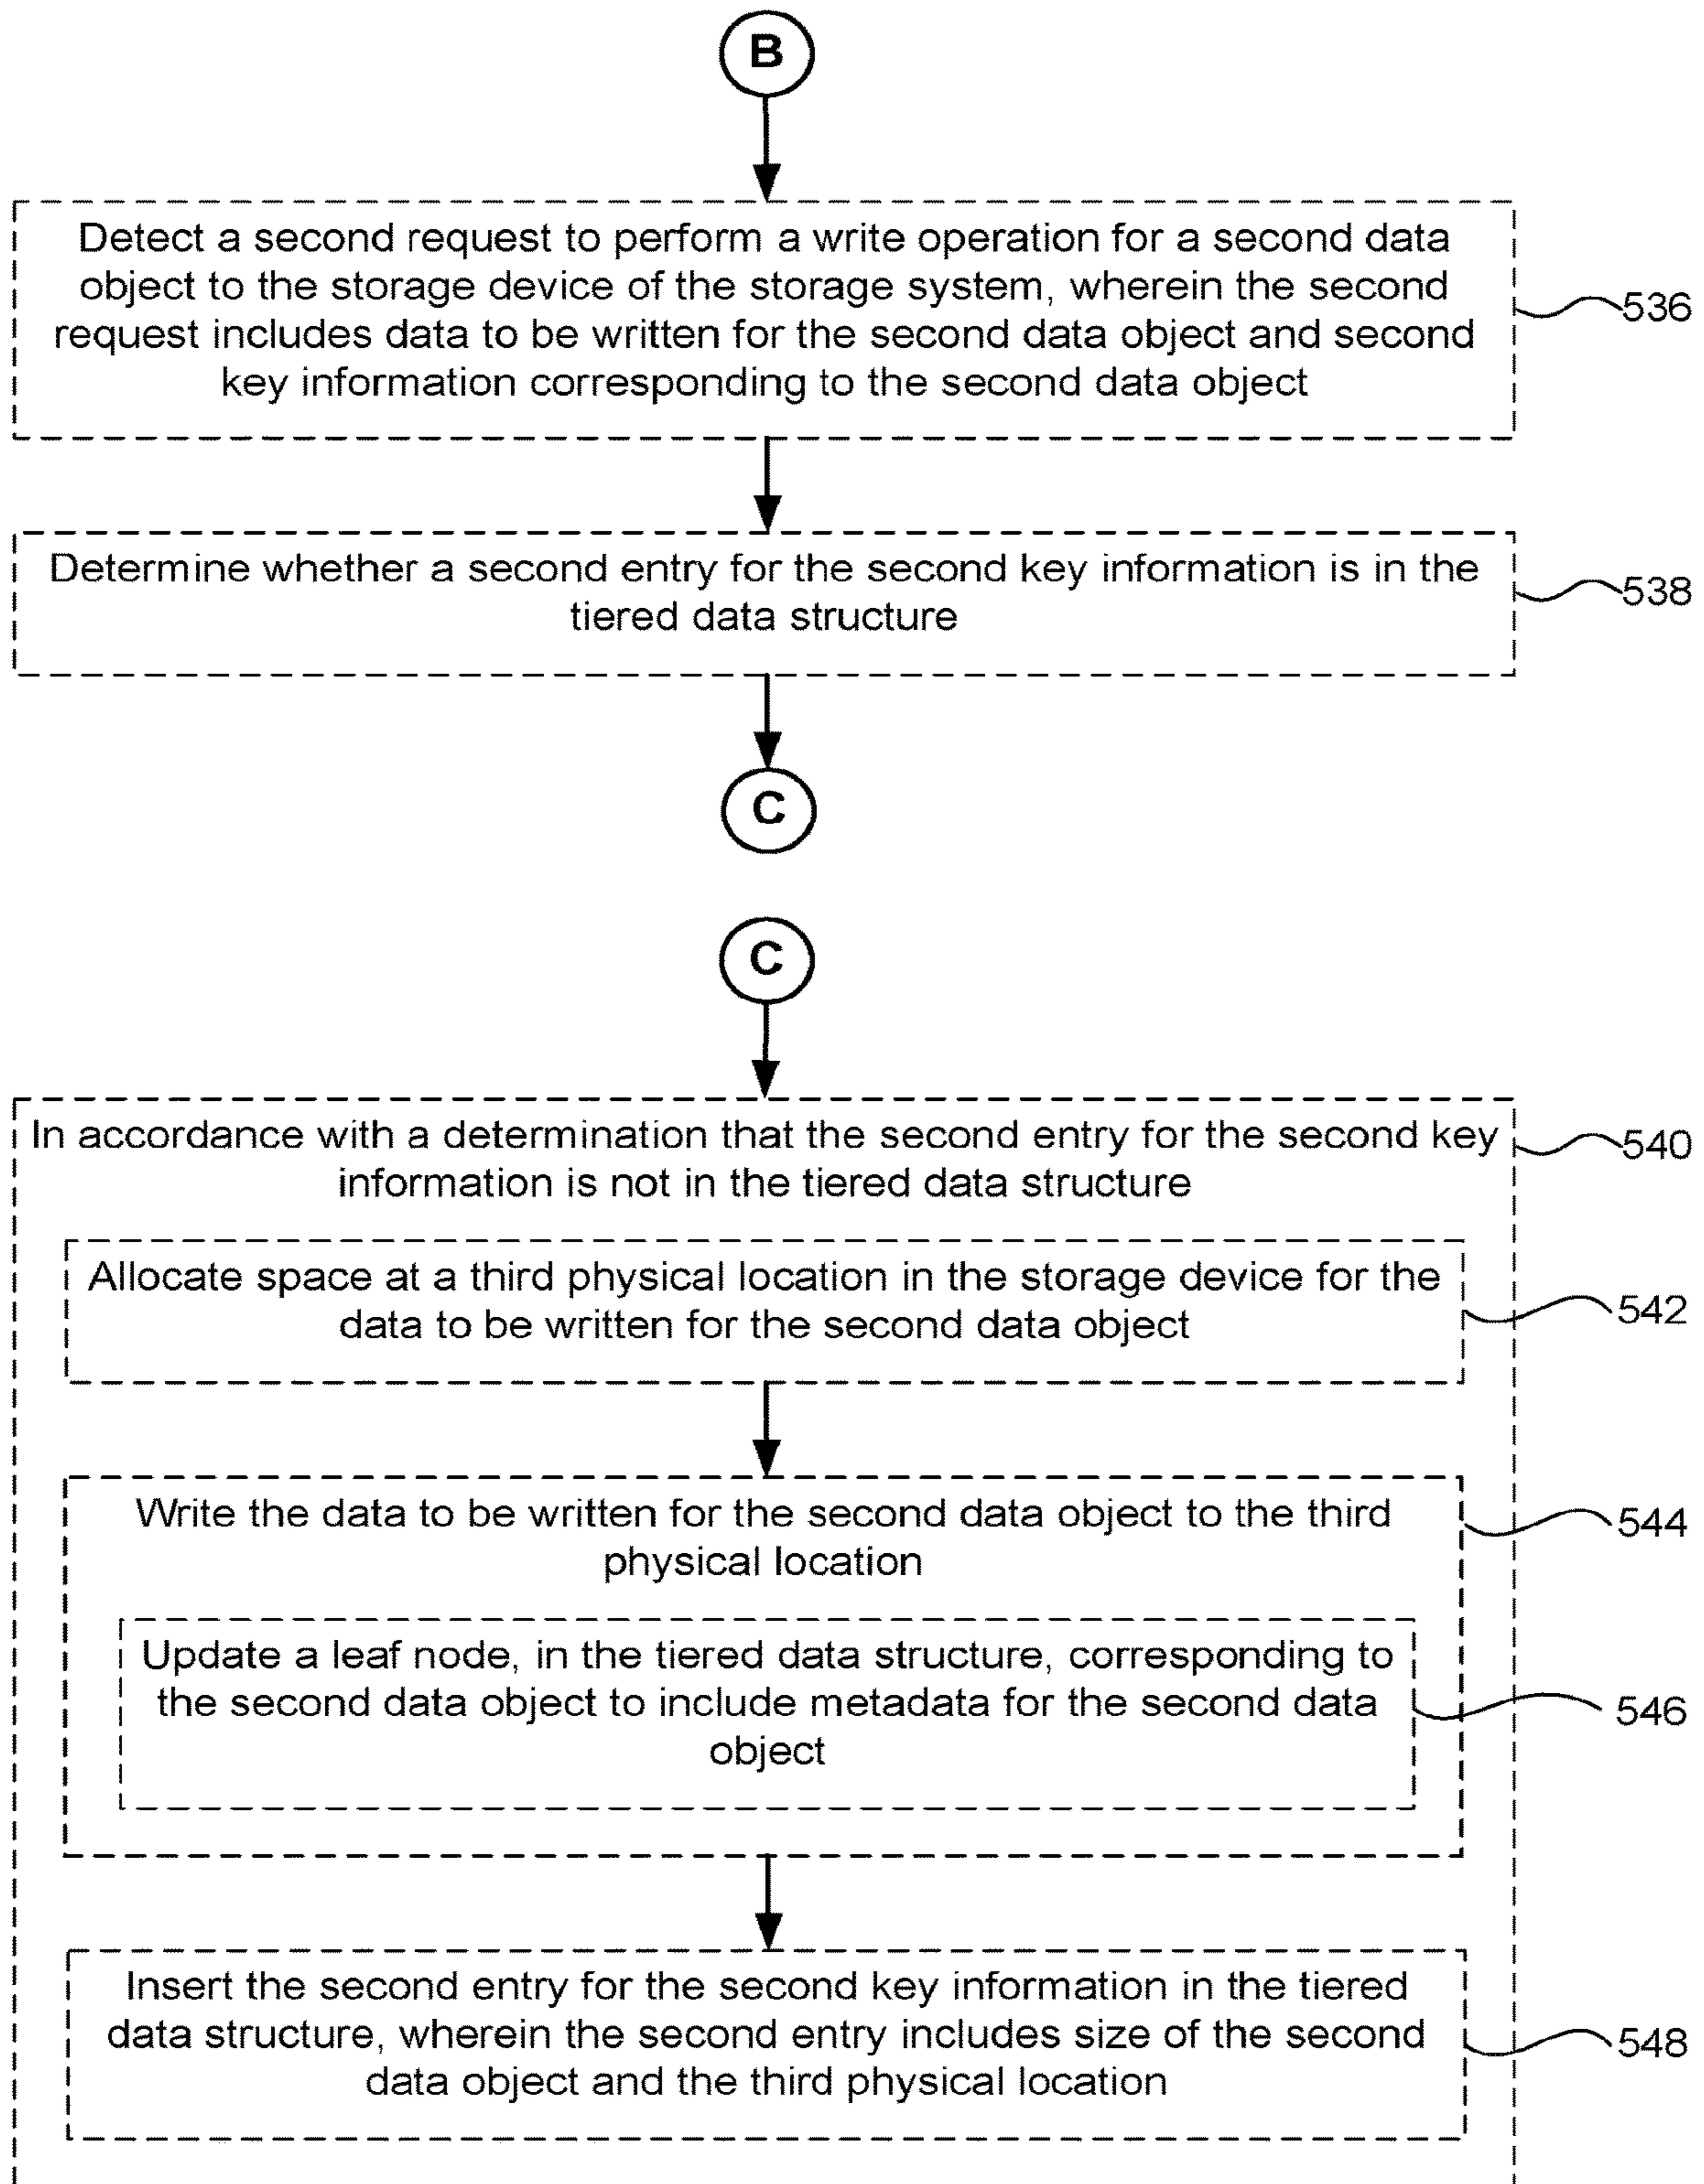 B
Detect a second request to perform a write operation for a second data
object to the storage device of the storage system, wherein the second
request includes data to be written for the second data object and second
key information corresponding to the second data object
536
Determine whether a second entry for the second key information is in the
tiered data structure
538
C
C
In accordance with a determination that the second entry for the second key
information is not in the tiered data structure
540
Allocate space at a third physical location in the storage device for the
data to be written for the second data object
542
Write the data to be written for the second data object to the third
physical location
544
Update a leaf node, in the tiered data structure, corresponding to
the second data object to include metadata for the second data
object
546
Insert the second entry for the second key information in the tiered
data structure, wherein the second entry includes size of the second
data object and the third physical location
548